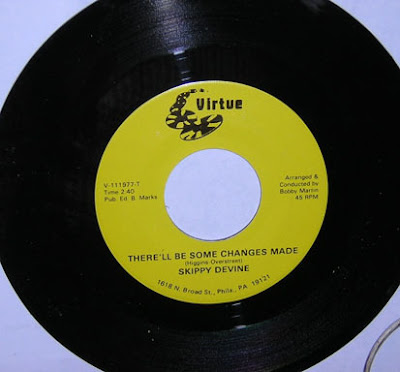 Virtue
V-111977-T
Time 2:40
Pub. Ed. B. Marks
Arranged &
Conducted by
Bobby Martin
45 RPM
THERE'LL BE SOME CHANGES MADE
(Higgins Overstreet)
SKIPPY DEVINE
1618 N. Broad St., Phila., PA 19121